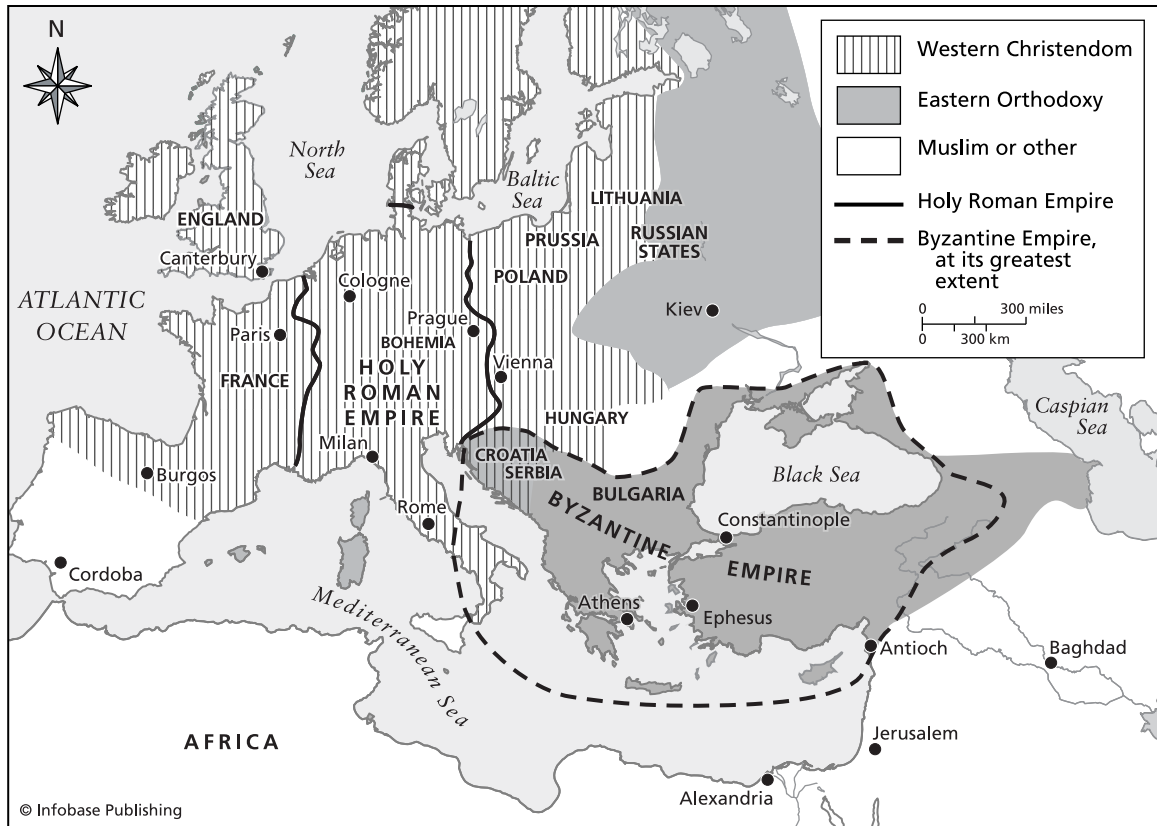 N
Western Christendom
Eastern Orthodoxy
Muslim or other
Holy Roman Empire
Byzantine Empire,
at its greatest
extent
0 300 miles
0 300 km
North
Sea
Baltic
Sea
LITHUANIA
ENGLAND
PRUSSIA
RUSSIAN
STATES
Canterbury
Cologne
POLAND
ATLANTIC
OCEAN
Kiev
Paris
Prague
BOHEMIA
FRANCE
HOLY
ROMAN
EMPIRE
Vienna
HUNGARY
Caspian
Sea
Milan
CROATIA
SERBIA
Burgos
Black Sea
BULGARIA
Rome
BYZANTINE
EMPIRE
Constantinople
Cordoba
Athens
Ephesus
Mediterranean Sea
Antioch
Baghdad
AFRICA
Jerusalem
Alexandria
© Infobase Publishing